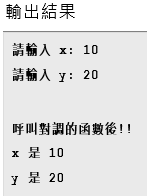 輸出結果
請輸入 x: 10
請輸入 y: 20
呼叫對調的函數後!!
x 是 10
y 是 20